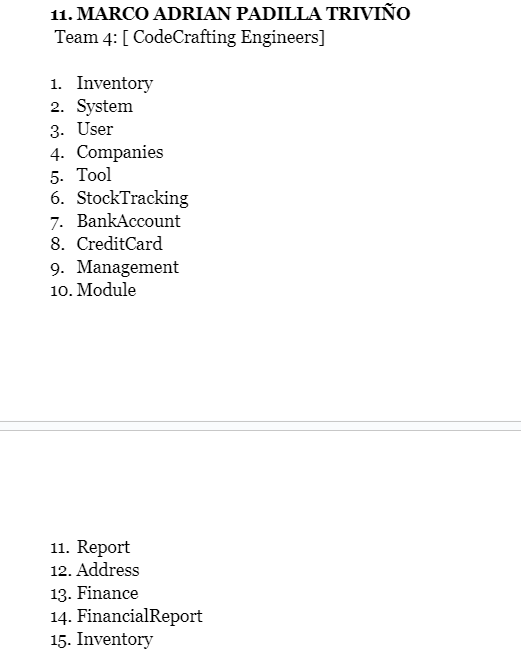 11. MARCO ADRIAN PADILLA TRIVIÑO
Team 4: [ CodeCrafting Engineers]
1. Inventory
2. System
3. User
4. Companies
5. Tool
6. StockTracking
7. BankAccount
8. CreditCard
9. Management
10. Module
11. Report
12. Address
13. Finance
14. FinancialReport
15. Inventory